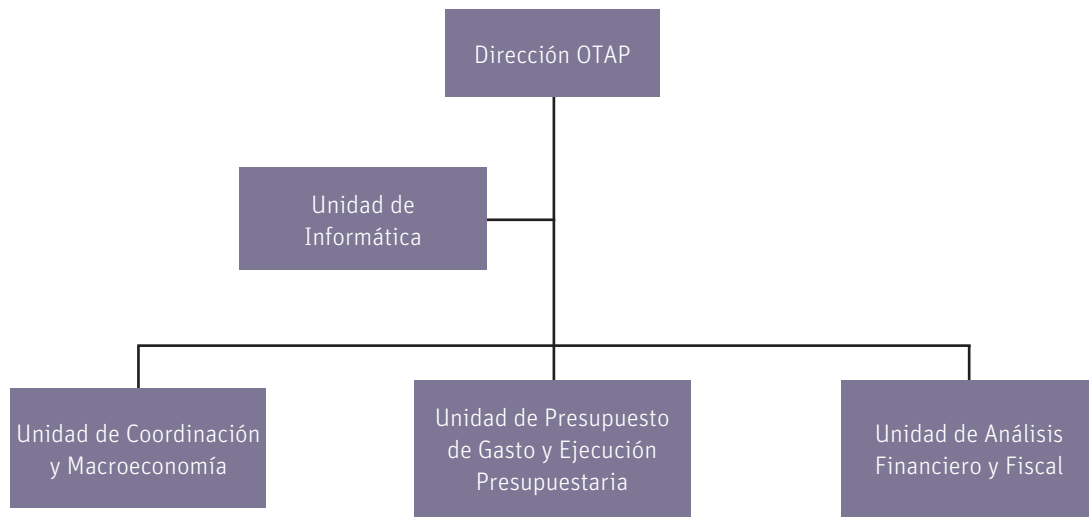 Dirección OTAP
Unidad de
Informática
Unidad de Coordinación
y Macroeconomía
Unidad de Presupuesto
de Gasto y Ejecución
Presupuestaria
Unidad de Análisis
Financiero y Fiscal